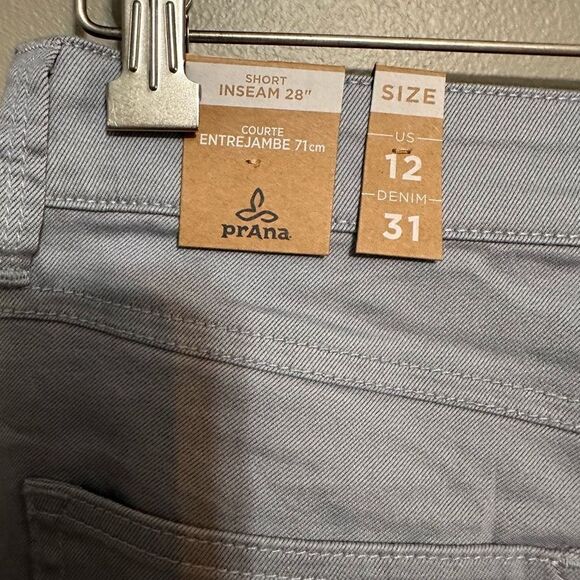 SHORT
INSEAM 28"
COURTE
ENTREJAMBE 71cm
prAna
SIZE
US
12
DENIM
31